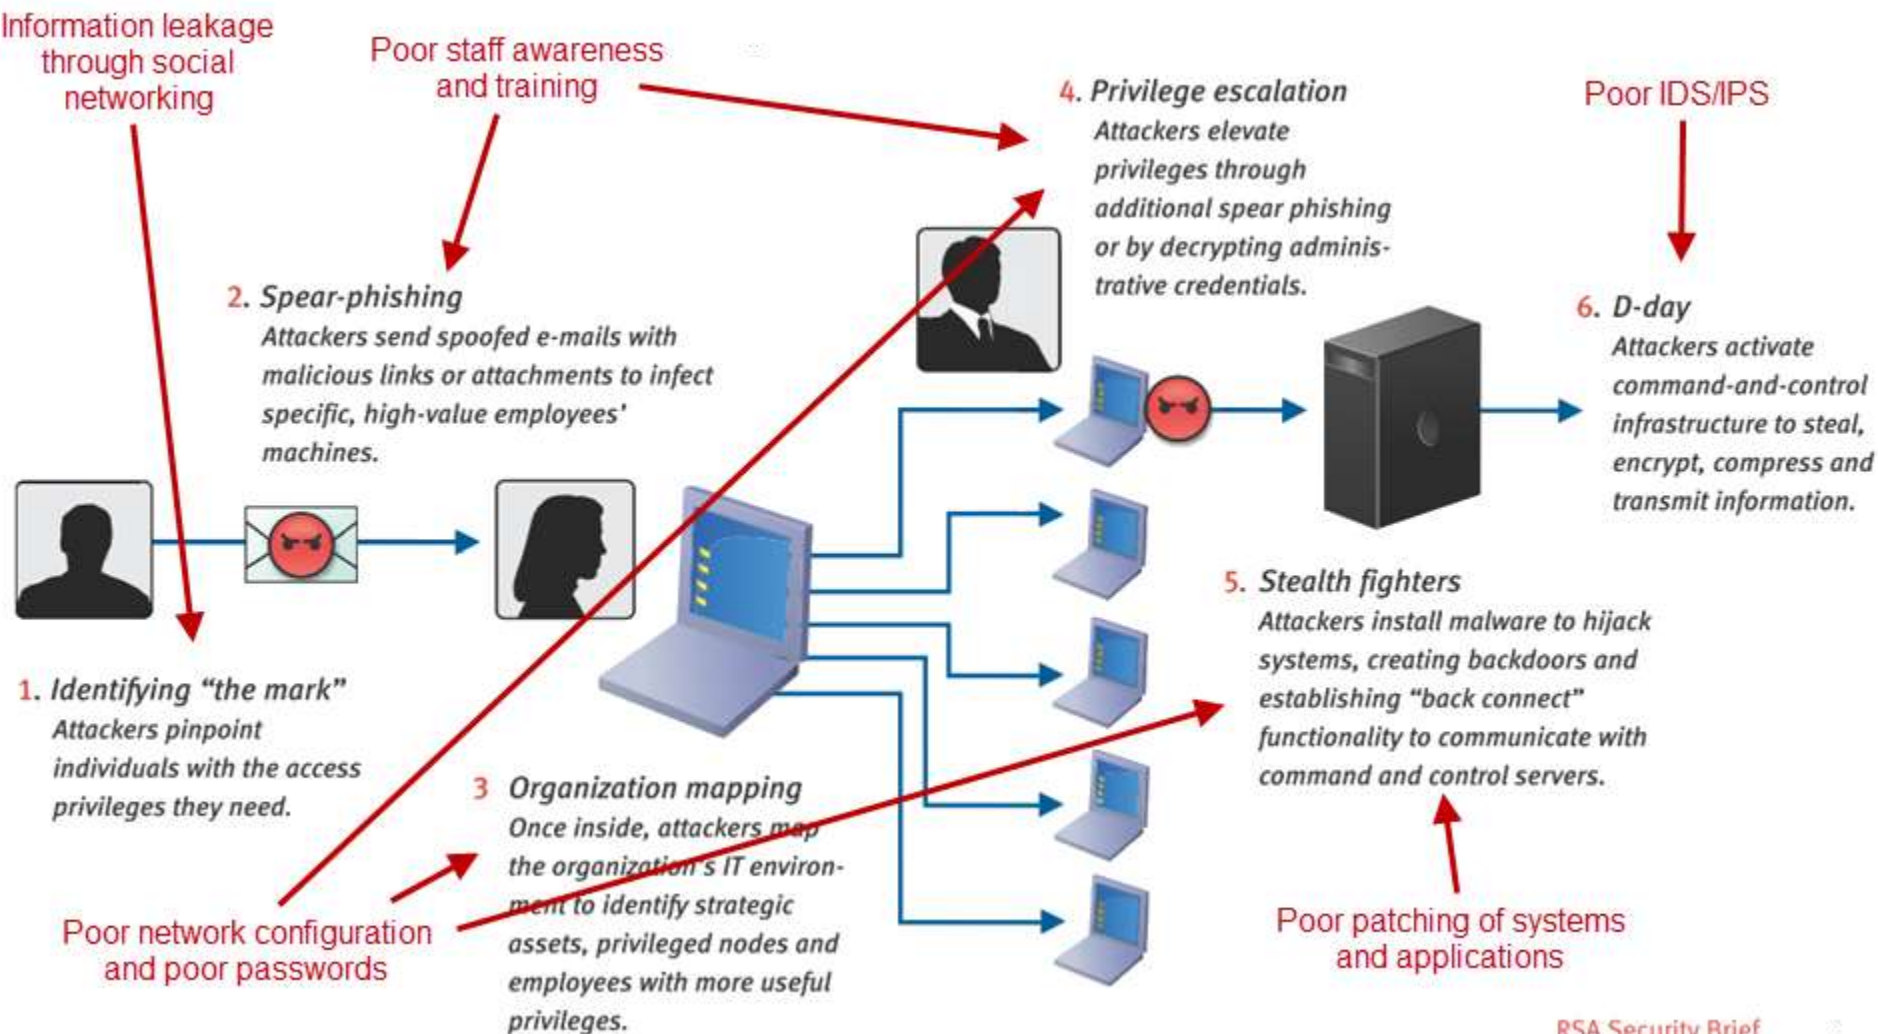 Information leakage
through social
networking
Poor staff awareness
and training
4. Privilege escalation
Attackers elevate
privileges through
additional spear phishing
or by decrypting adminis-
trative credentials.
Poor IDS/IPS
2. Spear-phishing
Attackers send spoofed e-mails with
malicious links or attachments to infect
specific, high-value employees'
machines.
6. D-day
Attackers activate
command-and-control
infrastructure to steal,
encrypt, compress and
transmit information.
1. Identifying “the mark”
Attackers pinpoint
individuals with the access
privileges they need.
3 Organization mapping
Once inside, attackers map
the organization's IT environ-
ment to identify strategic
assets, privileged nodes and
employees with more useful
privileges.
5. Stealth fighters
Attackers install malware to hijack
systems, creating backdoors and
establishing “back connect”
functionality to communicate with
command and control servers.
Poor network configuration
and poor passwords
Poor patching of systems
and applications
RSA Security Brief